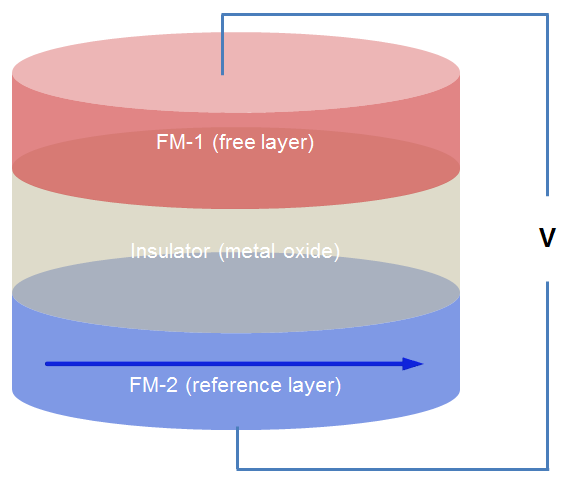 FM-1 (free layer)
Insulator (metal oxide)
V
FM-2 (reference layer)